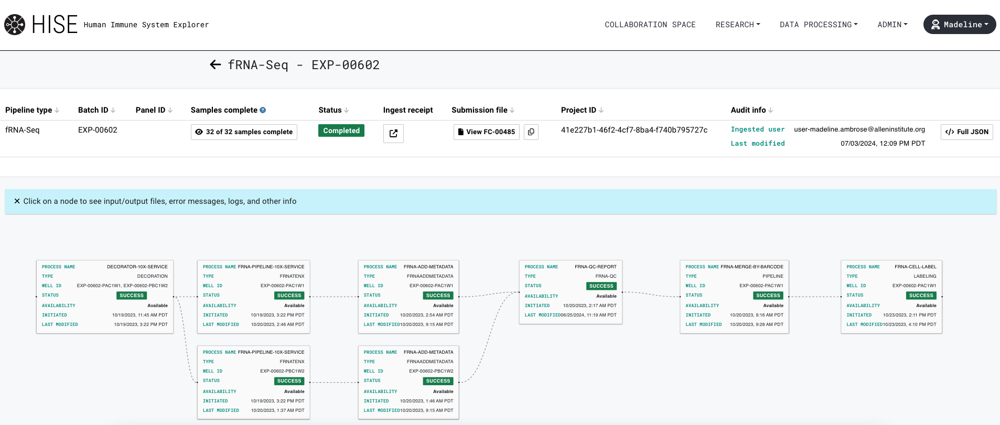 HISE Human Immune System Explorer
COLLABORATION SPACE RESEARCH DATA PROCESSING ADMIN Madeline
fRNA-Seq - EXP-00602
Pipeline type Batch ID Panel ID Samples complete Status Ingest receipt Submission file Project ID Audit info
fRNA-Seq EXP-00602 32 of 32 samples complete Completed View FC-00485 41e227b1-46f2-4cf7-8ba4-f740b795727c Ingested user user-madeline.ambrose@alleninstitute.org Full JSON
Last modified 07/03/2024, 12:09 PM PDT
Click on a node to see input/output files, error messages, logs, and other info
PROCESS NAME DECORATOR-10X-SERVICE
TYPE DECORATION
WELL ID EXP-00602-PAC1W1, EXP-00602-PBC1W2
STATUS SUCCESS
AVAILABILITY Available
INITIATED 10/19/2023, 11:45 AM PDT
LAST MODIFIED 10/19/2023, 3:22 PM PDT
PROCESS NAME FRNA-PIPELINE-10X-SERVICE
TYPE FRNATENX
WELL ID EXP-00602-PAC1W1
STATUS SUCCESS
AVAILABILITY Available
INITIATED 10/19/2023, 3:22 PM PDT
LAST MODIFIED 10/20/2023, 2:46 AM PDT
PROCESS NAME FRNA-ADD-METADATA
TYPE FRNAADDMETADATA
WELL ID EXP-00602-PAC1W1
STATUS SUCCESS
AVAILABILITY Available
INITIATED 10/20/2023, 2:54 AM PDT
LAST MODIFIED 10/20/2023, 9:15 AM PDT
PROCESS NAME FRNA-QC-REPORT
TYPE FRNA-QC
STATUS SUCCESS
AVAILABILITY Available
INITIATED 10/20/2023, 2:17 AM PDT
LAST MODIFIED 06/25/2024, 11:19 AM PDT
PROCESS NAME FRNA-MERGE-BY-BARCODE
TYPE PIPELINE
WELL ID EXP-00602-PAC1W1
STATUS SUCCESS
AVAILABILITY Available
INITIATED 10/20/2023, 9:16 AM PDT
LAST MODIFIED 10/20/2023, 9:28 AM PDT
PROCESS NAME FRNA-CELL-LABEL
TYPE LABELING
WELL ID EXP-00602-PAC1W1
STATUS SUCCESS
AVAILABILITY Available
INITIATED 10/23/2023, 2:11 PM PDT
LAST MODIFIED 10/23/2023, 4:10 PM PDT
PROCESS NAME FRNA-PIPELINE-10X-SERVICE
TYPE FRNATENX
WELL ID EXP-00602-PBC1W2
STATUS SUCCESS
AVAILABILITY Available
INITIATED 10/19/2023, 3:22 PM PDT
LAST MODIFIED 10/20/2023, 1:37 AM PDT
PROCESS NAME FRNA-ADD-METADATA
TYPE FRNAADDMETADATA
WELL ID EXP-00602-PBC1W2
STATUS SUCCESS
AVAILABILITY Available
INITIATED 10/20/2023, 1:46 AM PDT
LAST MODIFIED 10/20/2023, 9:15 AM PDT